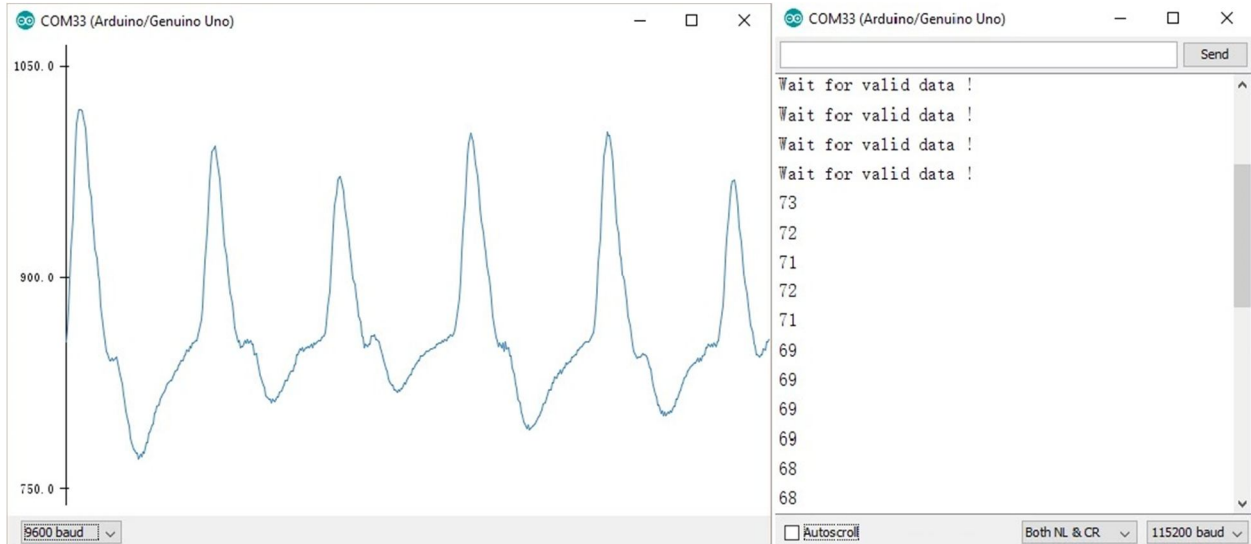 COM33 (Arduino/Genuino Uno)
1050.0
900.0
750.0
9600 baud
COM33 (Arduino/Genuino Uno)
Send
Wait for valid data !
Wait for valid data !
Wait for valid data !
Wait for valid data !
73
72
71
72
71
69
69
69
69
68
68
Autoscroll
Both NL & CR
115200 baud